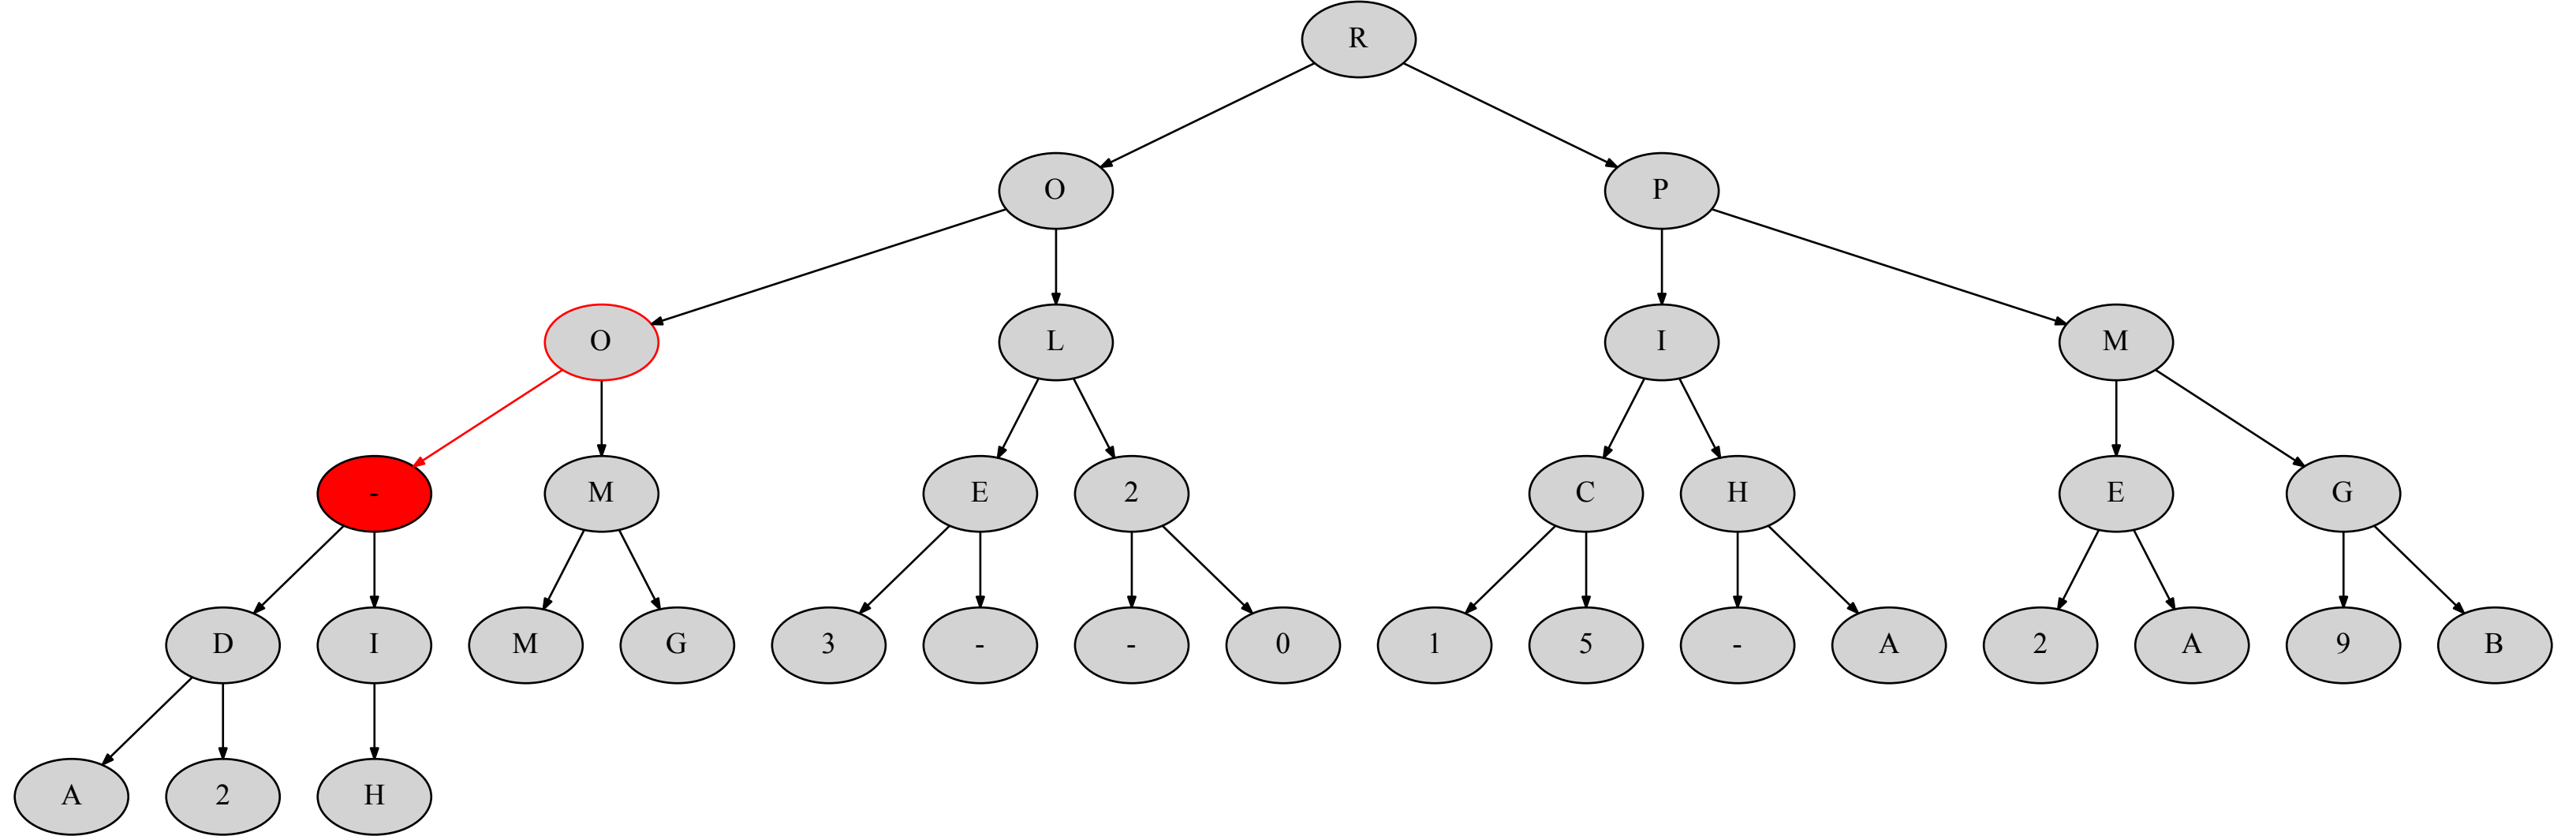 R
O P
O L I M
- M E 2 C H E G
D I M G 3 - - 0 1 5 - A 2 A 9 B
A 2 H